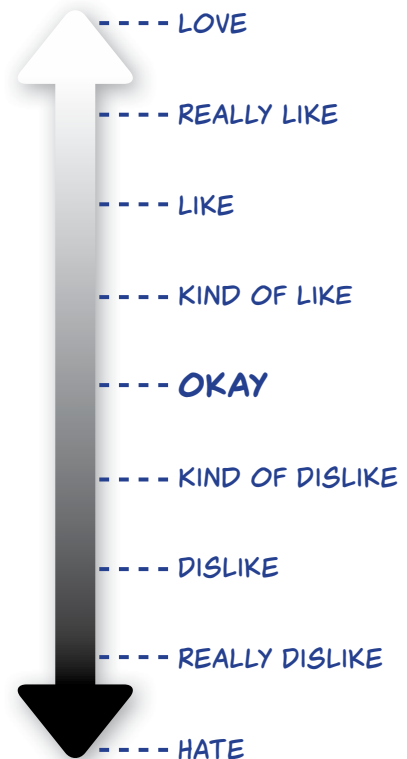 LOVE
REALLY LIKE
LIKE
KIND OF LIKE
OKAY
KIND OF DISLIKE
DISLIKE
REALLY DISLIKE
HATE